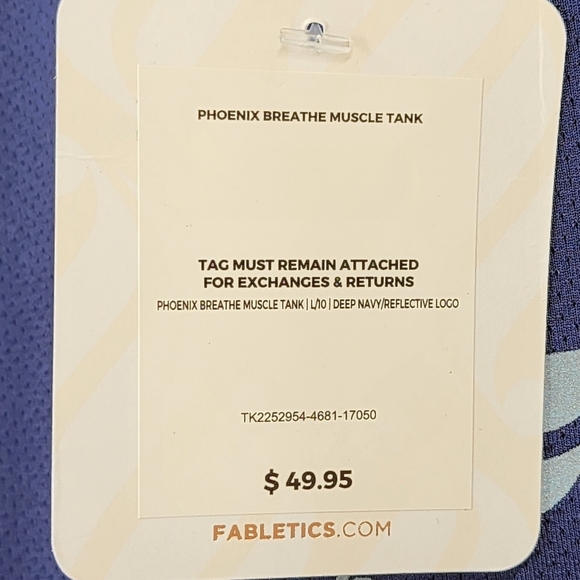 PHOENIX BREATHE MUSCLE TANK
TAG MUST REMAIN ATTACHED
FOR EXCHANGES & RETURNS
PHOENIX BREATHE MUSCLE TANK | L/10 | DEEP NAVY/REFLECTIVE LOGO
TK2252954-4681-17050
$ 49.95
FABLETICS.COM